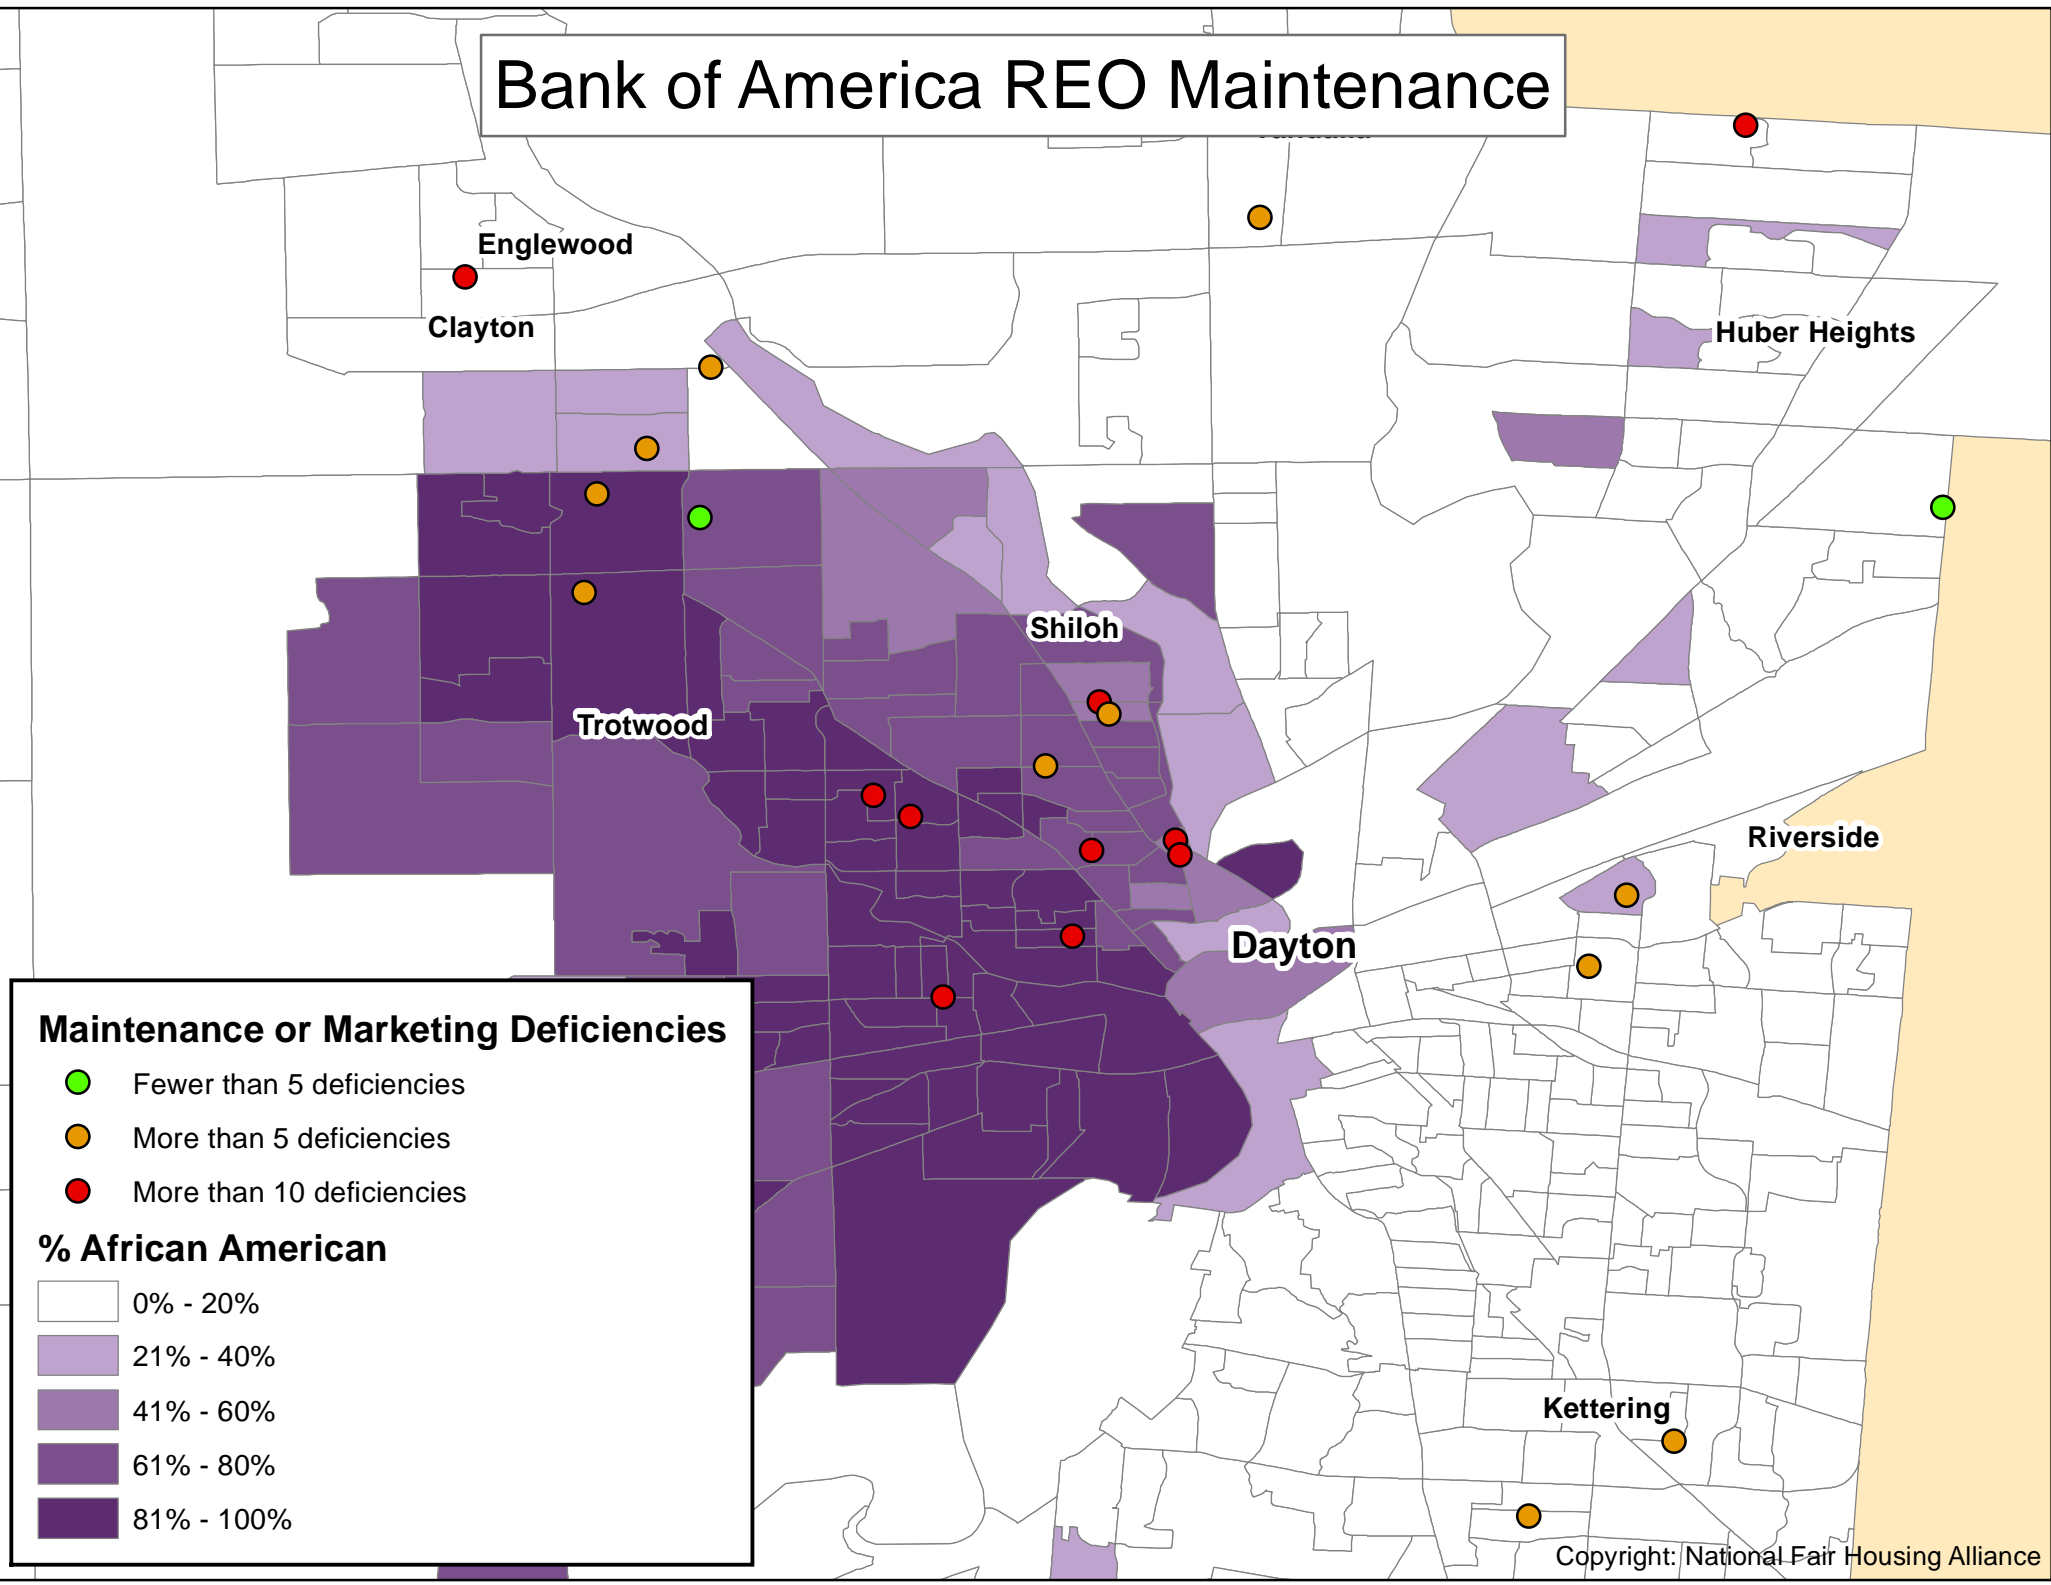 Bank of America REO Maintenance
Englewood
Clayton
Huber Heights
Shiloh
Trotwood
Riverside
Dayton
Maintenance or Marketing Deficiencies
Fewer than 5 deficiencies
More than 5 deficiencies
More than 10 deficiencies
% African American
0% - 20%
21% - 40%
41% - 60%
61% - 80%
81% - 100%
Kettering
Copyright: National Fair Housing Alliance